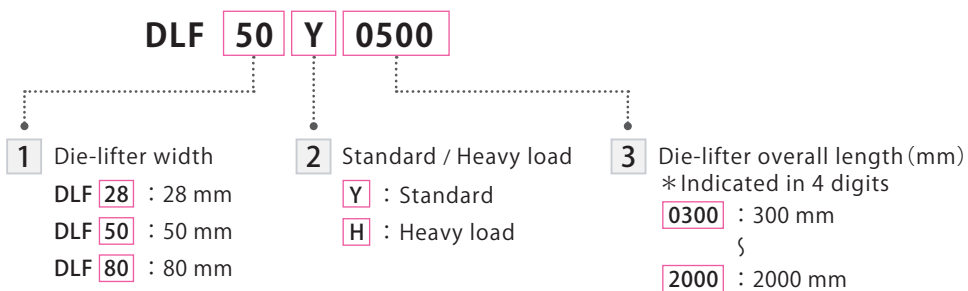 DLF 50 Y 0500
1 Die-lifter width
DLF 28 : 28 mm
DLF 50 : 50 mm
DLF 80 : 80 mm
2 Standard / Heavy load
Y : Standard
H : Heavy load
3 Die-lifter overall length (mm)
＊Indicated in 4 digits
0300 : 300 mm
∫
2000 : 2000 mm